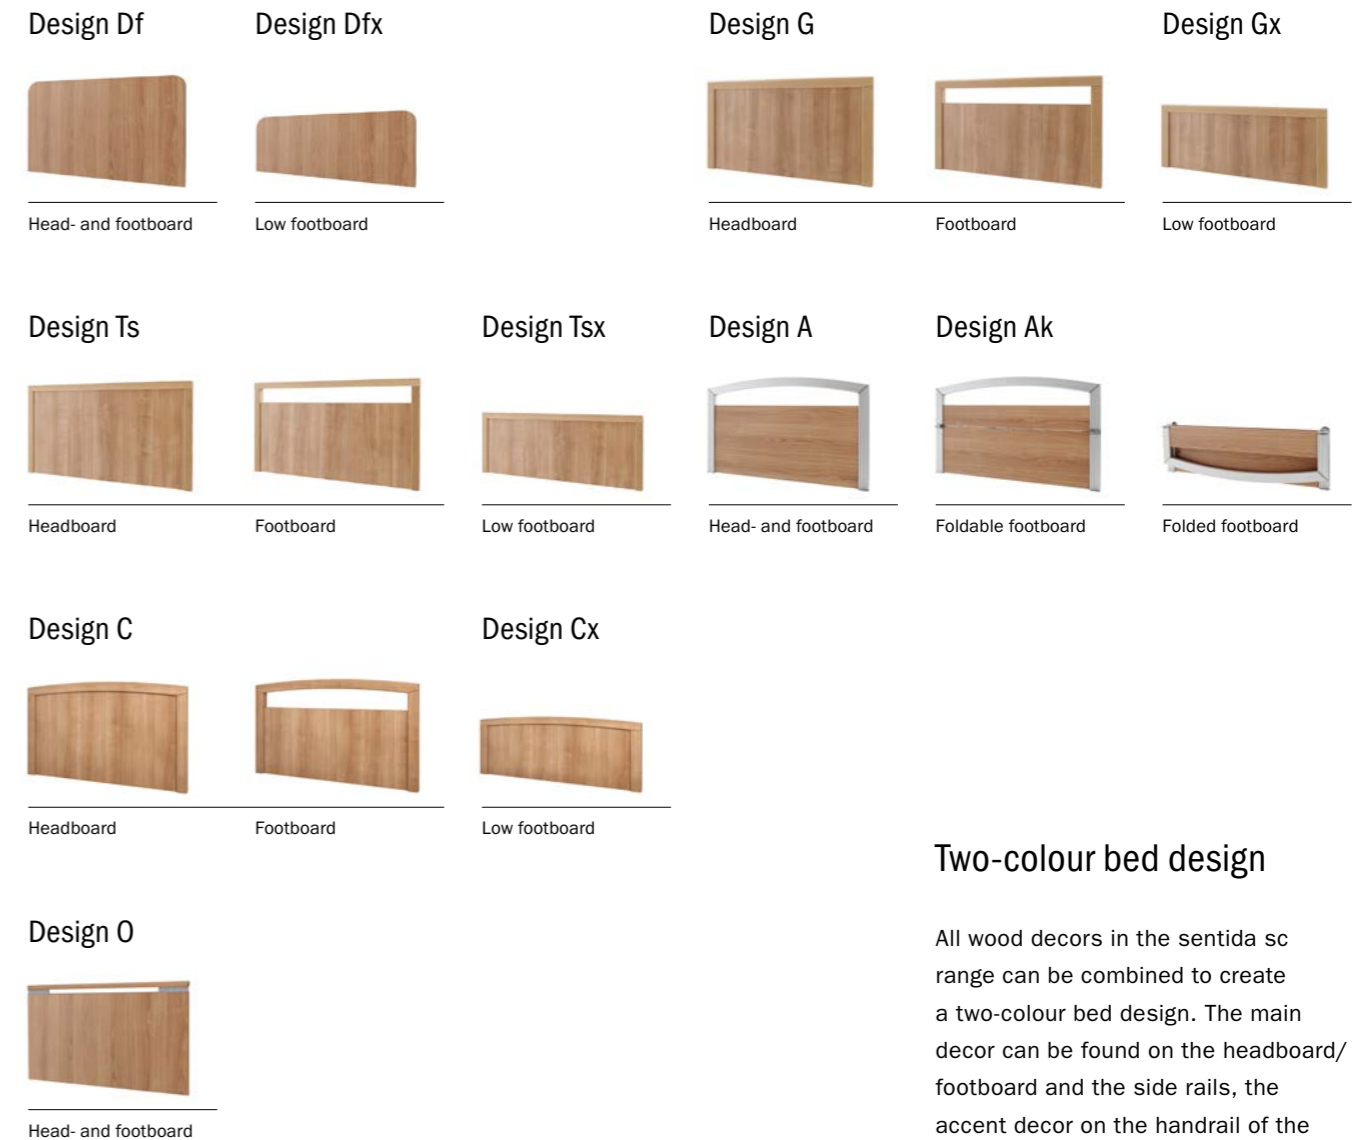 Design Df
Design Dfx
Design G
Design Gx
Head- and footboard
Low footboard
Headboard
Footboard
Low footboard
Design Ts
Design Tsx
Design A
Design Ak
Headboard
Footboard
Low footboard
Head- and footboard
Foldable footboard
Folded footboard
Design C
Design Cx
Headboard
Footboard
Low footboard
Design O
Head- and footboard
Two-colour bed design
All wood decors in the sentida sc
range can be combined to create
a two-colour bed design. The main
decor can be found on the headboard/
footboard and the side rails, the
accent decor on the handrail of the